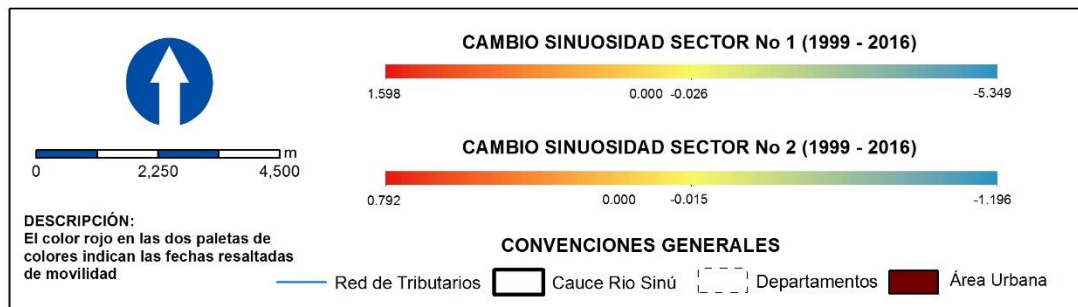 CAMBIO SINUOSIDAD SECTOR No 1 (1999 - 2016)
1.598 0.000 -0.026 -5.349
m
0 2,250 4,500
CAMBIO SINUOSIDAD SECTOR No 2 (1999 - 2016)
0.792 0.000 -0.015 -1.196
DESCRIPCIÓN:
El color rojo en las dos paletas de
colores indican las fechas resaltadas
de movilidad
CONVENCIONES GENERALES
Red de Tributarios Cauce Rio Sinú Departamentos Área Urbana